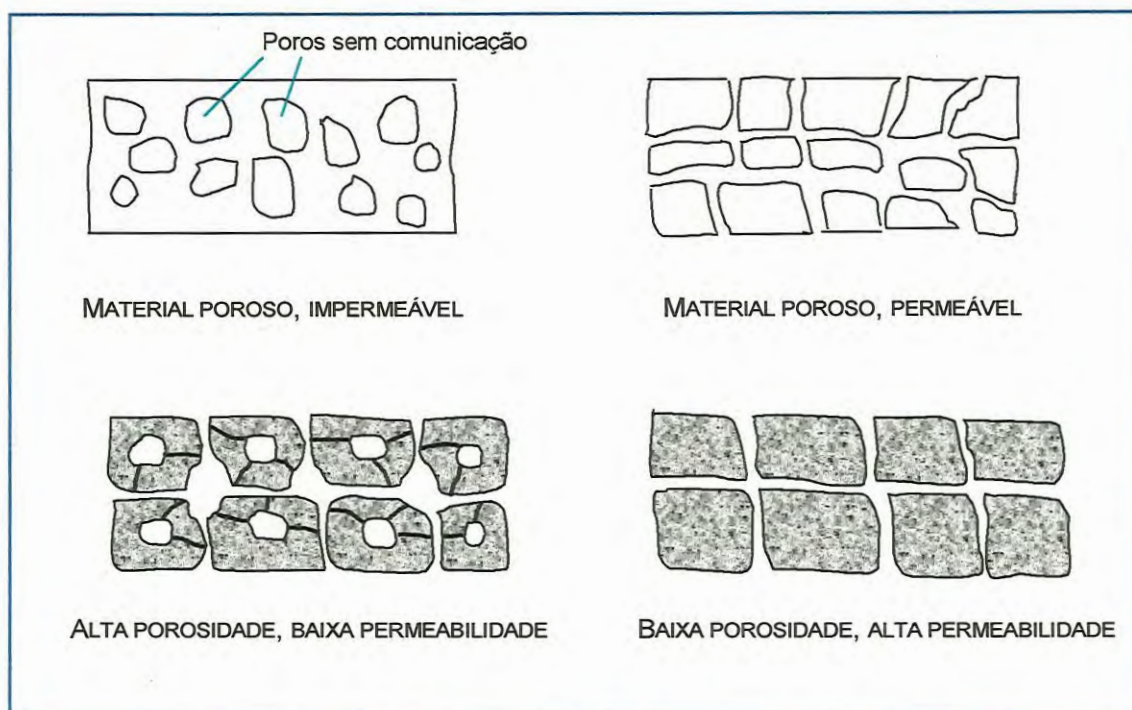 Poros sem comunicação
MATERIAL POROSO, IMPERMEÁVEL
MATERIAL POROSO, PERMEÁVEL
ALTA POROSIDADE, BAIXA PERMEABILIDADE
BAIXA POROSIDADE, ALTA PERMEABILIDADE